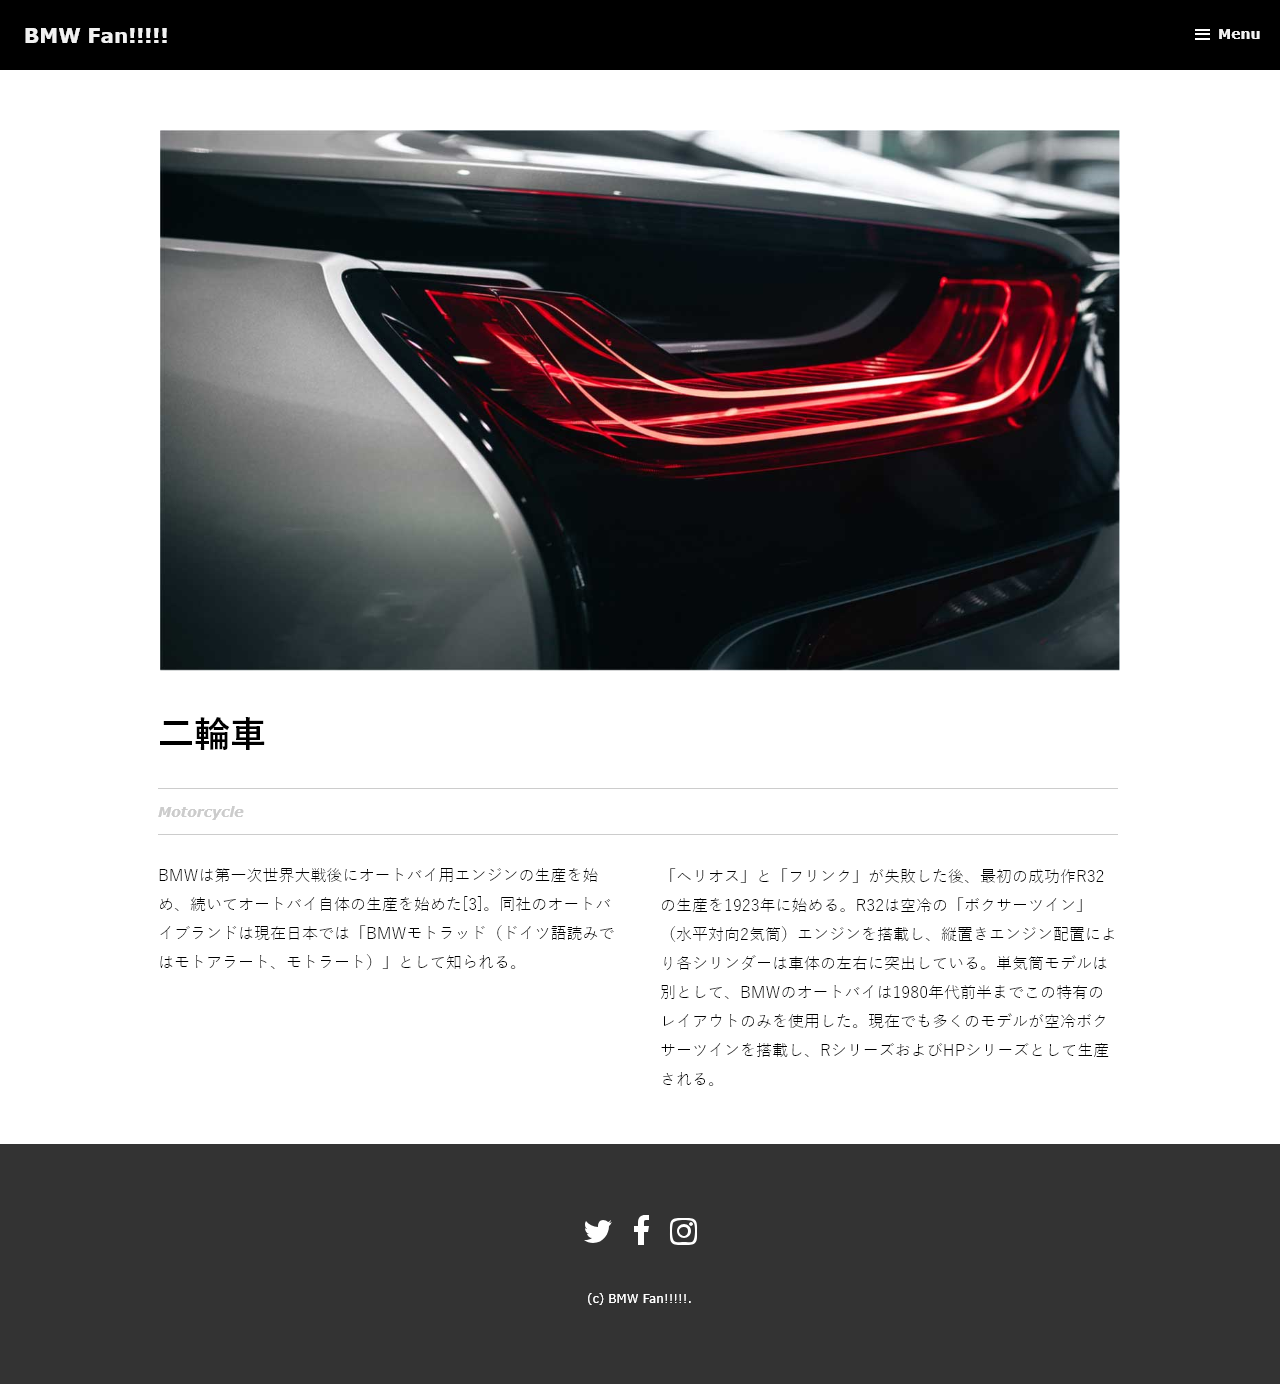 BMW Fan!!!!!
Menu
二輪車
Motorcycle
BMWは第一次世界大戦後にオートバイ用エンジンの生産を始
め、続いてオートバイ自体の生産を始めた[3]。同社のオートバ
イブランドは現在日本では「BMWモトラッド（ドイツ語読みで
はモトアラート、モトラート）」として知られる。
「ヘリオス」と「フリンク」が失敗した後、最初の成功作R32
の生産を1923年に始める。R32は空冷の「ボクサーツイン」
（水平対向2気筒）エンジンを搭載し、縦置きエンジン配置によ
り各シリンダーは車体の左右に突出している。単気筒モデルは
別として、BMWのオートバイは1980年代前半までこの特有の
レイアウトのみを使用した。現在でも多くのモデルが空冷ボク
サーツインを搭載し、RシリーズおよびHPシリーズとして生産
される。
(c) BMW Fan!!!!!.